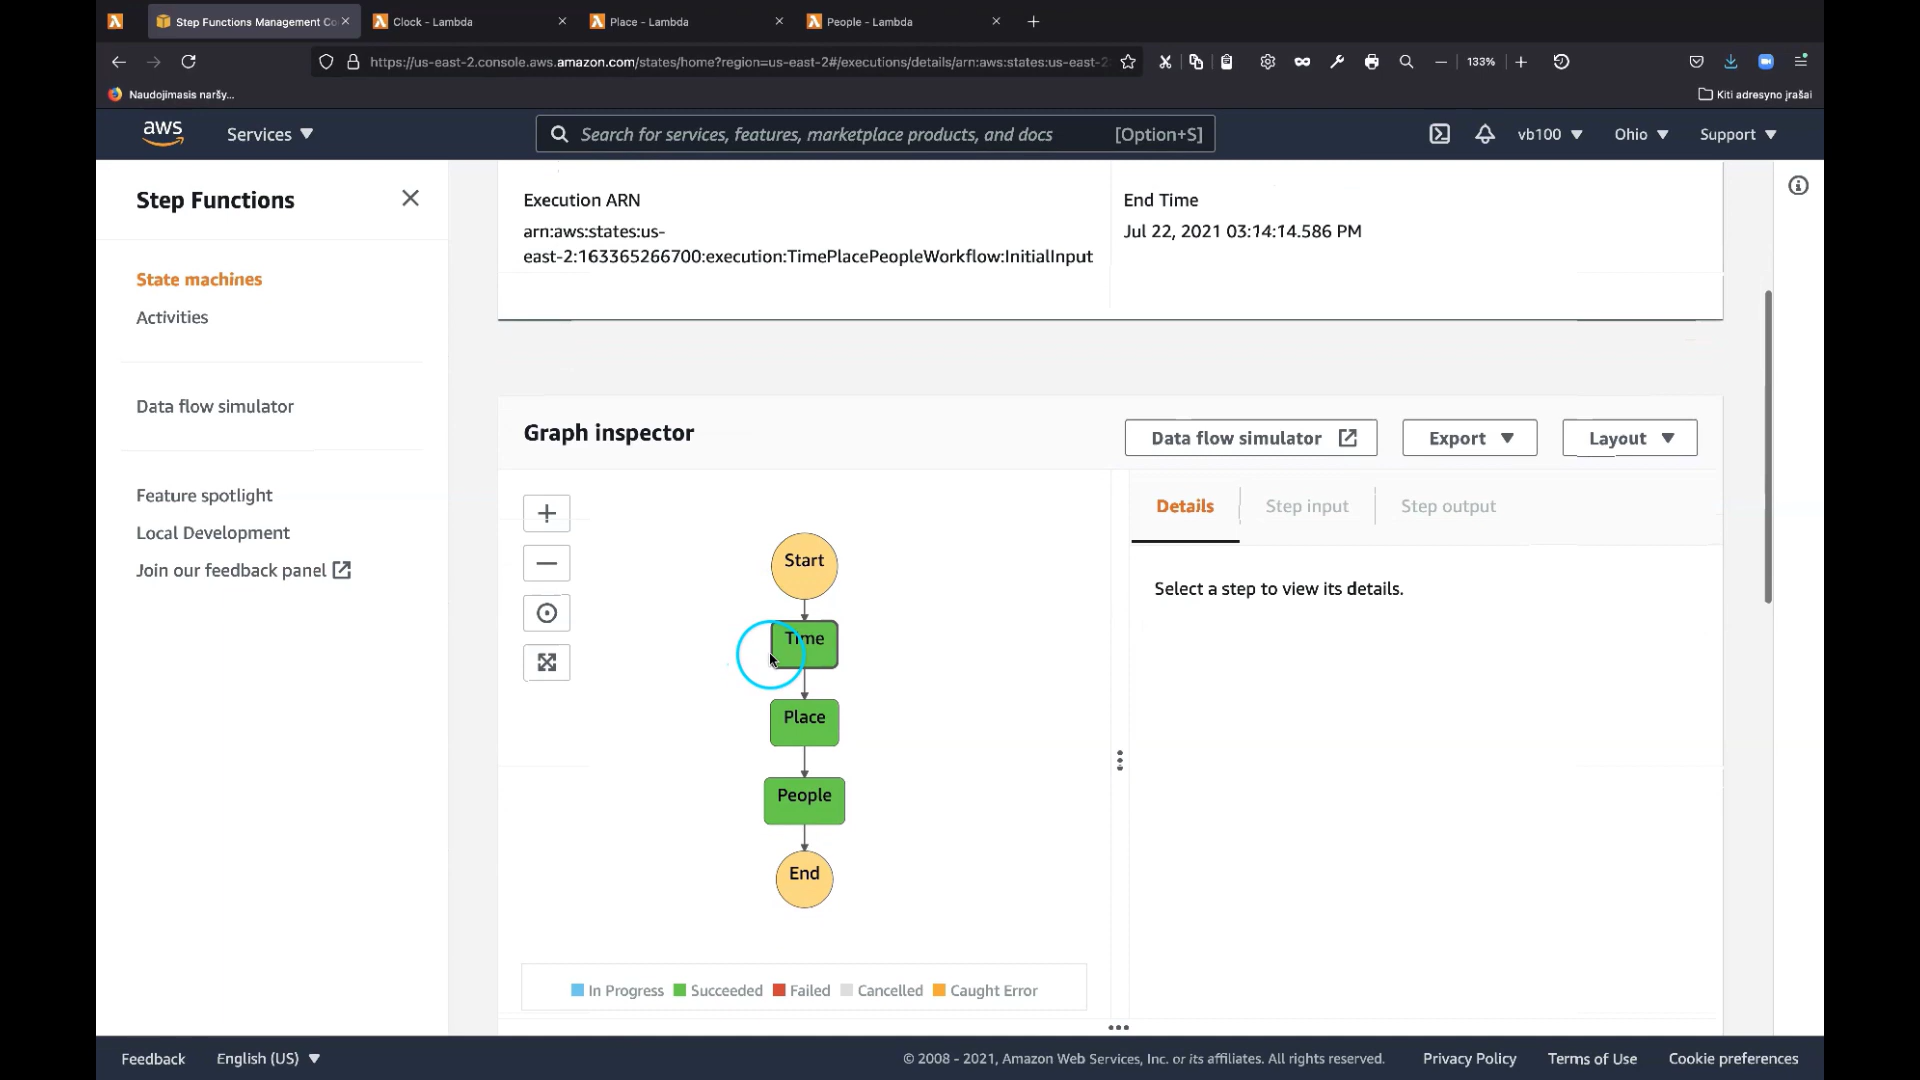 Step Functions Management Co
Clock - Lambda
Place - Lambda
People - Lambda
https://us-east-2.console.aws.amazon.com/states/home?region=us-east-2#/executions/details/arn:aws:states:us-east-2:
133%
Naudojimasis naršy...
Kiti adresyno įrašai
aws
Services
Search for services, features, marketplace products, and docs
[Option+S]
vb100
Ohio
Support
Step Functions
State machines
Activities
Data flow simulator
Feature spotlight
Local Development
Join our feedback panel
Execution ARN
arn:aws:states:us-
east-2:163365266700:execution:TimePlacePeopleWorkflow:InitialInput
End Time
Jul 22, 2021 03:14:14.586 PM
Graph inspector
Data flow simulator
Export
Layout
Details
Step input
Step output
Select a step to view its details.
Start
Time
Place
People
End
In Progress
Succeeded
Failed
Cancelled
Caught Error
Feedback
English (US)
© 2008 - 2021, Amazon Web Services, Inc. or its affiliates. All rights reserved.
Privacy Policy
Terms of Use
Cookie preferences